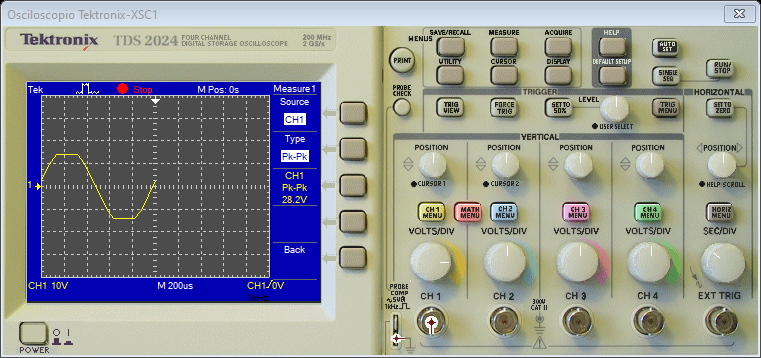 Osciloscopio Tektronix-XSC1
Tektronix
TDS 2024
FOUR CHANNEL
DIGITAL STORAGE OSCILLOSCOPE
200 MHz
2 GS/s
Tek
Stop
M Pos: 0s
Measure1
Source
CH1
Type
Pk-Pk
CH1
Pk-Pk
28.2V
Back
1
CH1 10V
M 200us
CH1/0V
POWER
PRINT
PROBE
CHECK
MENUS
SAVE/RECALL
MEASURE
ACQUIRE
UTILITY
CURSOR
DISPLAY
HELP
DEFAULT SETUP
AUTO
SET
SINGLE
SEQ
RUN/
STOP
TRIGGER
TRIG
VIEW
FORCE
TRIG
SET TO
50%
LEVEL
USER SELECT
TRIG
MENU
HORIZONTAL
SET TO
ZERO
VERTICAL
POSITION
POSITION
POSITION
POSITION
POSITION
CURSOR 1
CURSOR 2
HELP SCROLL
CH 1
MENU
MATH
MENU
CH2
MENU
CH 3
MENU
CH4
MENU
HORIZ
MENU
VOLTS/DIV
VOLTS/DIV
VOLTS/DIV
VOLTS/DIV
SEC/DIV
PROBE
COMP
~5V
1kHz
CH 1
CH 2
300V
CAT II
CH 3
CH 4
EXT TRIG